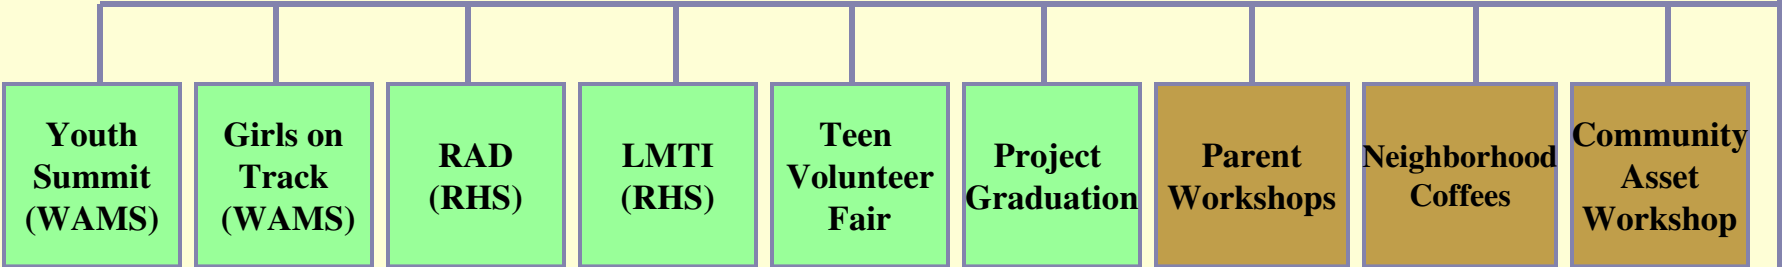 Youth
Summit
(WAMS)
Girls on
Track
(WAMS)
RAD
(RHS)
LMTI
(RHS)
Teen
Volunteer
Fair
Project
Graduation
Parent
Workshops
Neighborhood
Coffees
Community
Asset
Workshop